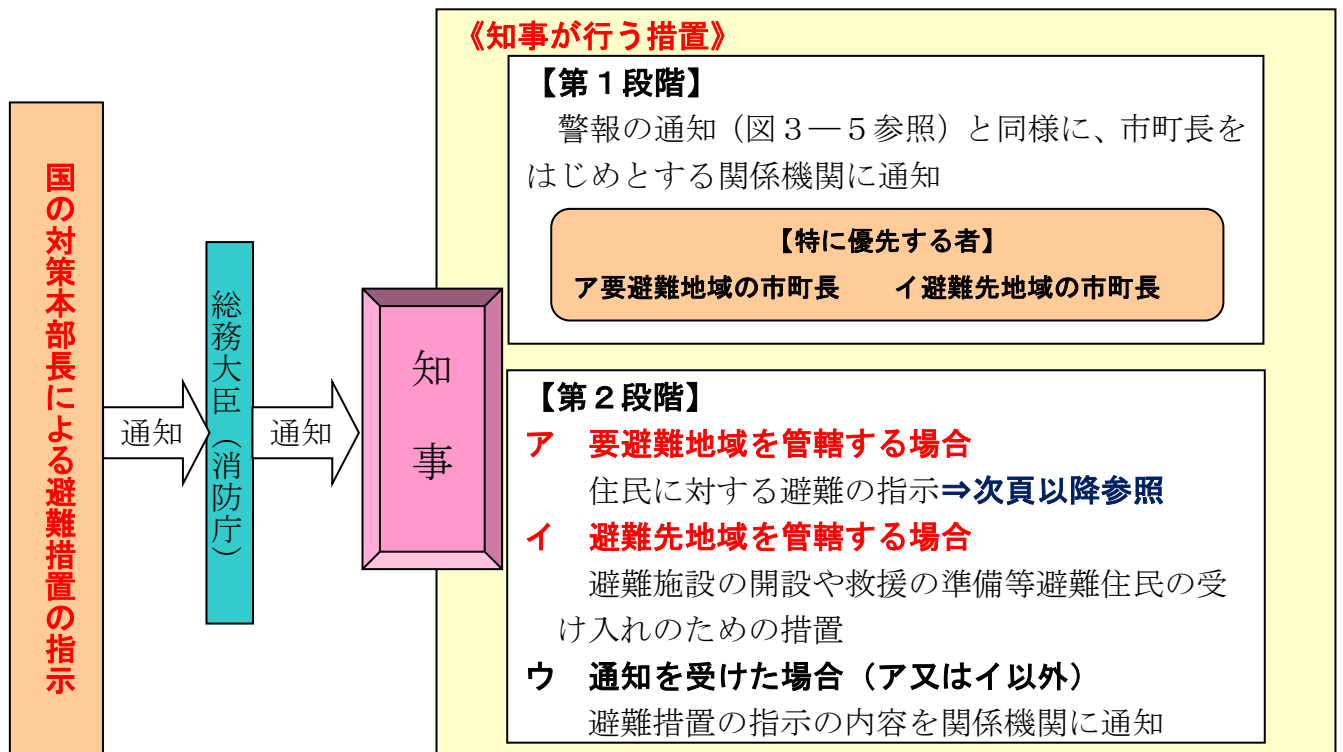 国の対策本部長による避難措置の指示
通知
総務大臣（消防庁）
通知
知事
《知事が行う措置》
【第１段階】
警報の通知（図３―５参照）と同様に、市町長を
はじめとする関係機関に通知
【特に優先する者】
ア要避難地域の市町長　　イ避難先地域の市町長
【第２段階】
ア　要避難地域を管轄する場合
住民に対する避難の指示⇒次頁以降参照
イ　避難先地域を管轄する場合
避難施設の開設や救援の準備等避難住民の受
け入れのための措置
ウ　通知を受けた場合（ア又はイ以外）
避難措置の指示の内容を関係機関に通知